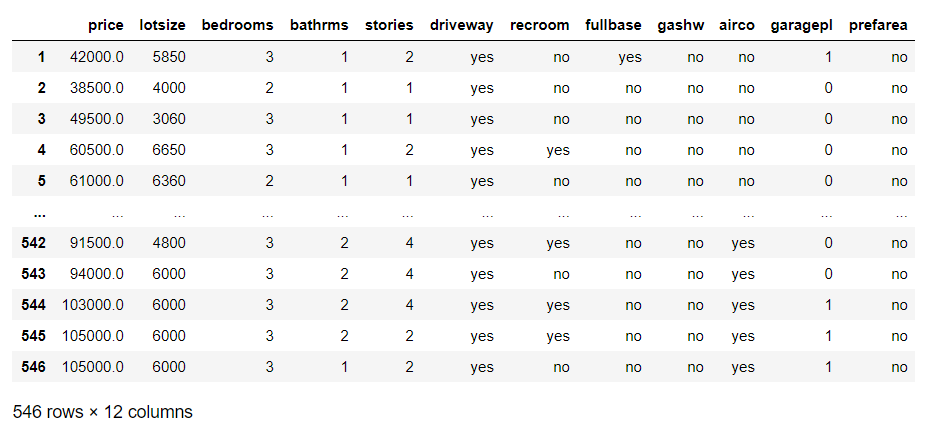 price lotsize bedrooms bathrms stories driveway recroom fullbase gashw airco garagepl prefarea
1 42000.0 5850 3 1 2 yes no yes no no 1 no
2 38500.0 4000 2 1 1 yes no no no no 0 no
3 49500.0 3060 3 1 1 yes no no no no 0 no
4 60500.0 6650 3 1 2 yes yes no no no 0 no
5 61000.0 6360 2 1 1 yes no no no no 0 no
... ... ... ... ... ... ... ... ... ... ... ... ...
542 91500.0 4800 3 2 4 yes yes no no yes 0 no
543 94000.0 6000 3 2 4 yes no no no yes 0 no
544 103000.0 6000 3 2 4 yes yes no no yes 1 no
545 105000.0 6000 3 2 2 yes yes no no yes 1 no
546 105000.0 6000 3 1 2 yes no no no yes 1 no
546 rows × 12 columns